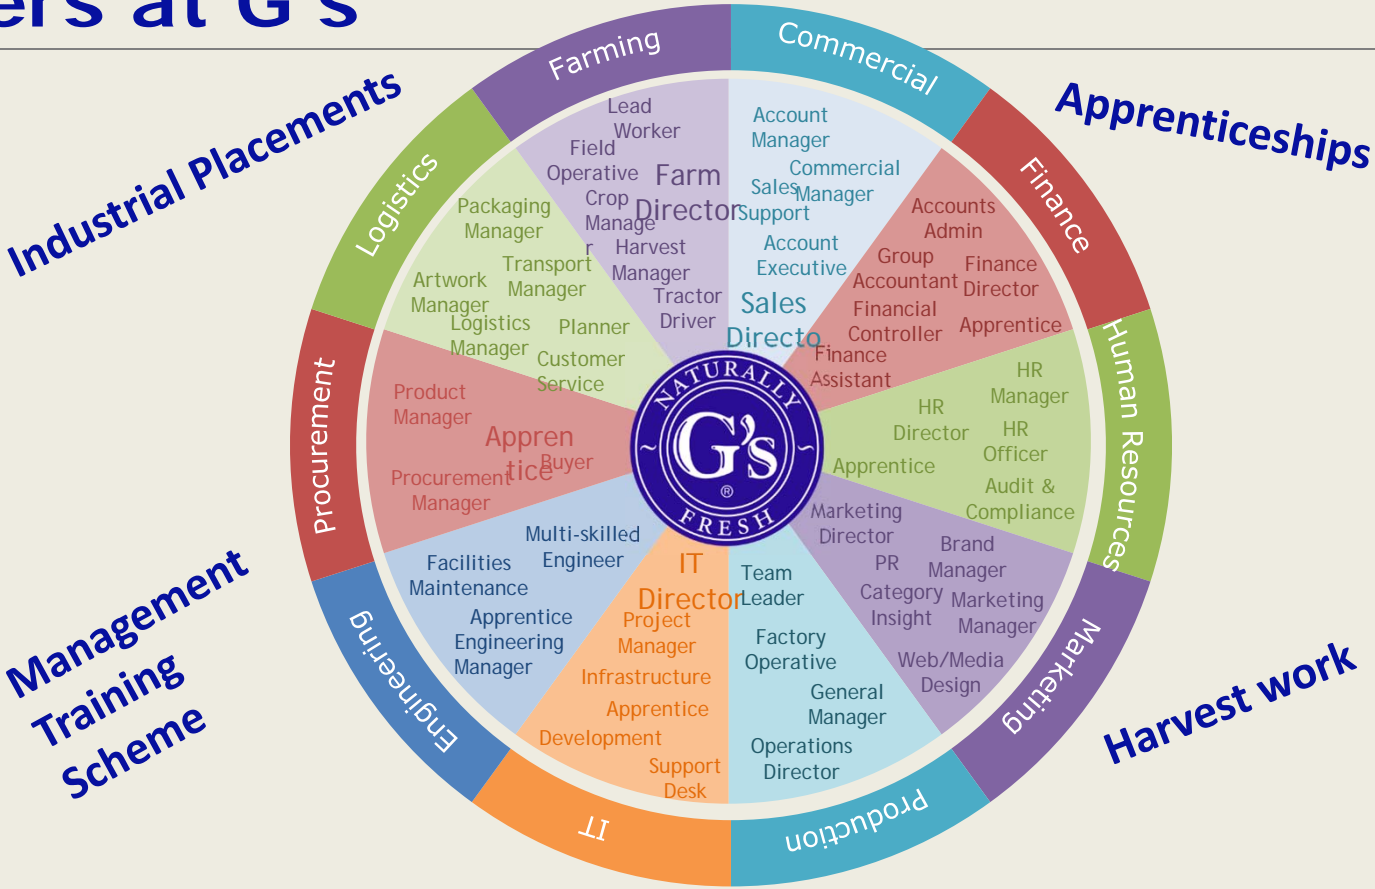 ers at G's
Industrial Placements
Apprenticeships
Management
Training
Scheme
Harvest work
Farming
Lead
Worker
Field
Operative
Farm
Director
Crop
Manage
r
Harvest
Manager
Tractor
Driver
Commercial
Account
Manager
Commercial
Manager
Sales
Support
Account
Executive
Sales
Directo
Finance
Accounts
Admin
Group
Accountant
Finance
Director
Financial
Controller
Apprentice
Finance
Assistant
Human Resources
HR
Manager
HR
Director
HR
Officer
Apprentice
Audit &
Compliance
Marketing
Marketing
Director
Brand
Manager
PR
Category
Insight
Marketing
Manager
Web/Media
Design
Production
Team
Leader
Factory
Operative
General
Manager
Operations
Director
IT
IT
Director
Project
Manager
Infrastructure
Apprentice
Development
Support
Desk
Engineering
Multi-skilled
Engineer
Facilities
Maintenance
Apprentice
Engineering
Manager
Procurement
Product
Manager
Appren
tice
Buyer
Procurement
Manager
Logistics
Packaging
Manager
Artwork
Manager
Transport
Manager
Logistics
Manager
Planner
Customer
Service
NATURALLY
~ G's ~
®
FRESH